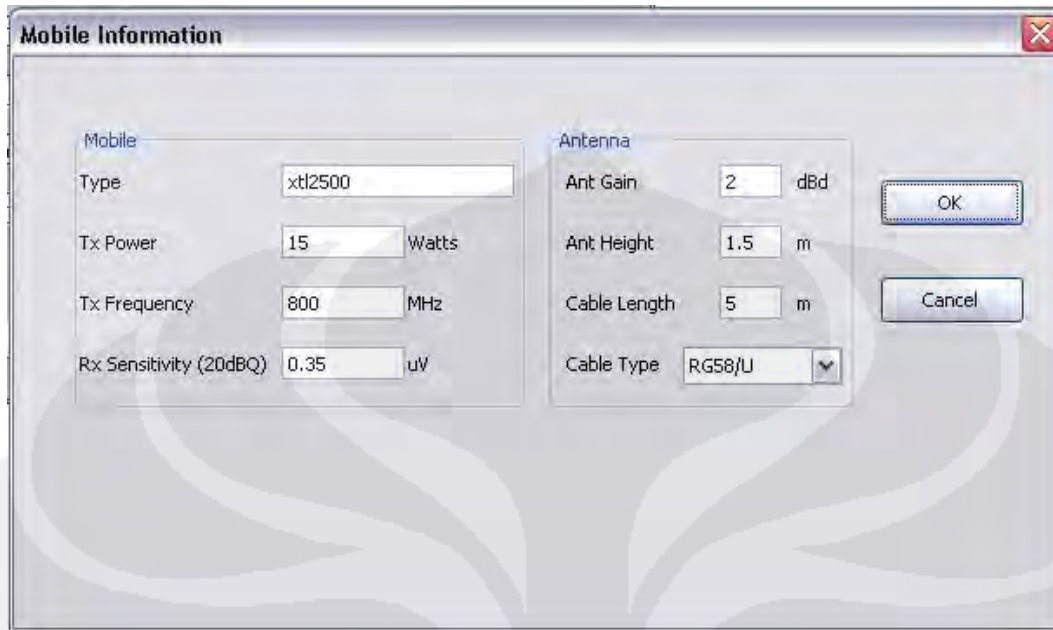 Mobile Information
Mobile
Type xtl2500
Tx Power 15 Watts
Tx Frequency 800 MHz
Rx Sensitivity (20dBQ) 0.35 uV
Antenna
Ant Gain 2 dBd
Ant Height 1.5 m
Cable Length 5 m
Cable Type RG58/U
OK
Cancel